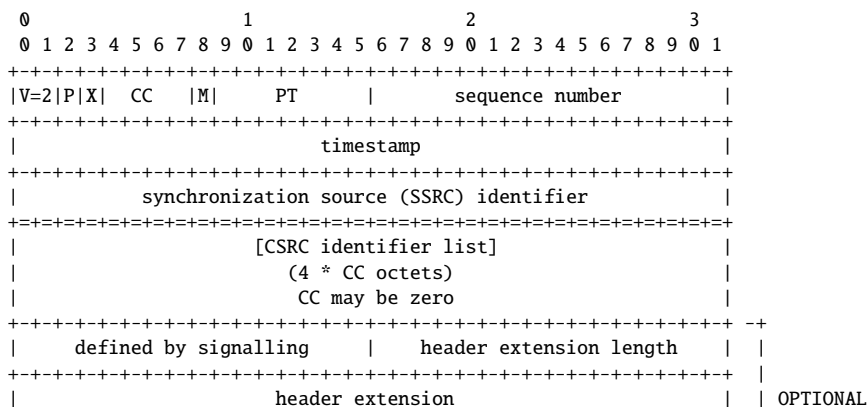 0                   1                   2                   3
0 1 2 3 4 5 6 7 8 9 0 1 2 3 4 5 6 7 8 9 0 1 2 3 4 5 6 7 8 9 0 1
+-+-+-+-+-+-+-+-+-+-+-+-+-+-+-+-+-+-+-+-+-+-+-+-+-+-+-+-+-+-+-+-+
|V=2|P|X|  CC   |M|     PT      |       sequence number         |
+-+-+-+-+-+-+-+-+-+-+-+-+-+-+-+-+-+-+-+-+-+-+-+-+-+-+-+-+-+-+-+-+
|                           timestamp                           |
+-+-+-+-+-+-+-+-+-+-+-+-+-+-+-+-+-+-+-+-+-+-+-+-+-+-+-+-+-+-+-+-+
|           synchronization source (SSRC) identifier            |
+=+=+=+=+=+=+=+=+=+=+=+=+=+=+=+=+=+=+=+=+=+=+=+=+=+=+=+=+=+=+=+=+
|                     [CSRC identifier list]                    |
|                        (4 * CC octets)                        |
|                         CC may be zero                        |
+-+-+-+-+-+-+-+-+-+-+-+-+-+-+-+-+-+-+-+-+-+-+-+-+-+-+-+-+-+-+-+-+ -+
|     defined by signalling     |    header extension length    |  |
+-+-+-+-+-+-+-+-+-+-+-+-+-+-+-+-+-+-+-+-+-+-+-+-+-+-+-+-+-+-+-+-+  |
|                       header extension                        |  | OPTIONAL